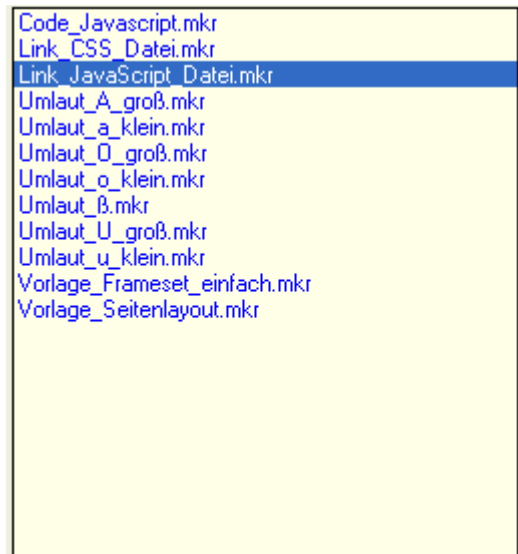 Code_Javascript.mkr
Link_CSS_Datei.mkr
Link_JavaScript_Datei.mkr
Umlaut_A_groß.mkr
Umlaut_a_klein.mkr
Umlaut_O_groß.mkr
Umlaut_o_klein.mkr
Umlaut_ß.mkr
Umlaut_U_groß.mkr
Umlaut_u_klein.mkr
Vorlage_Frameset_einfach.mkr
Vorlage_Seitenlayout.mkr